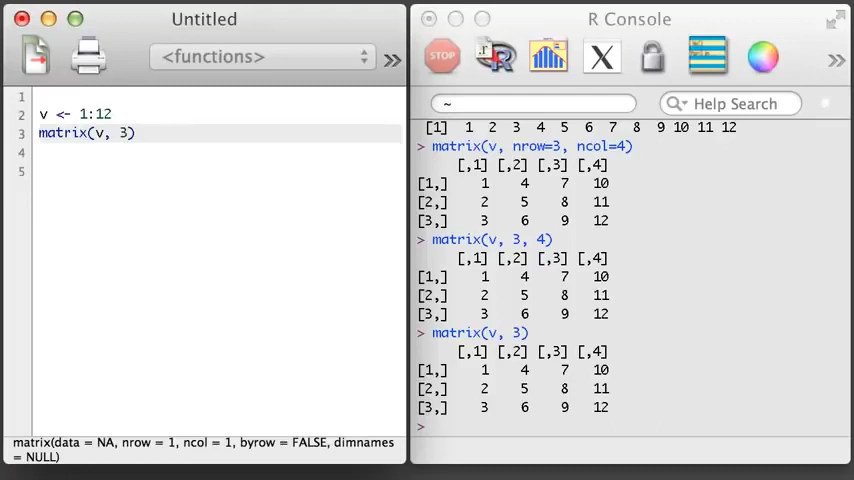 Untitled
<functions>
»
1
2 v <- 1:12
3 matrix(v, 3)
4
5
matrix(data = NA, nrow = 1, ncol = 1, byrow = FALSE, dimnames
= NULL)
R Console
STOP
.r R
X
»
~
Help Search
[1] 1 2 3 4 5 6 7 8 9 10 11 12
> matrix(v, nrow=3, ncol=4)
[,1] [,2] [,3] [,4]
[1,] 1 4 7 10
[2,] 2 5 8 11
[3,] 3 6 9 12
> matrix(v, 3, 4)
[,1] [,2] [,3] [,4]
[1,] 1 4 7 10
[2,] 2 5 8 11
[3,] 3 6 9 12
> matrix(v, 3)
[,1] [,2] [,3] [,4]
[1,] 1 4 7 10
[2,] 2 5 8 11
[3,] 3 6 9 12
>